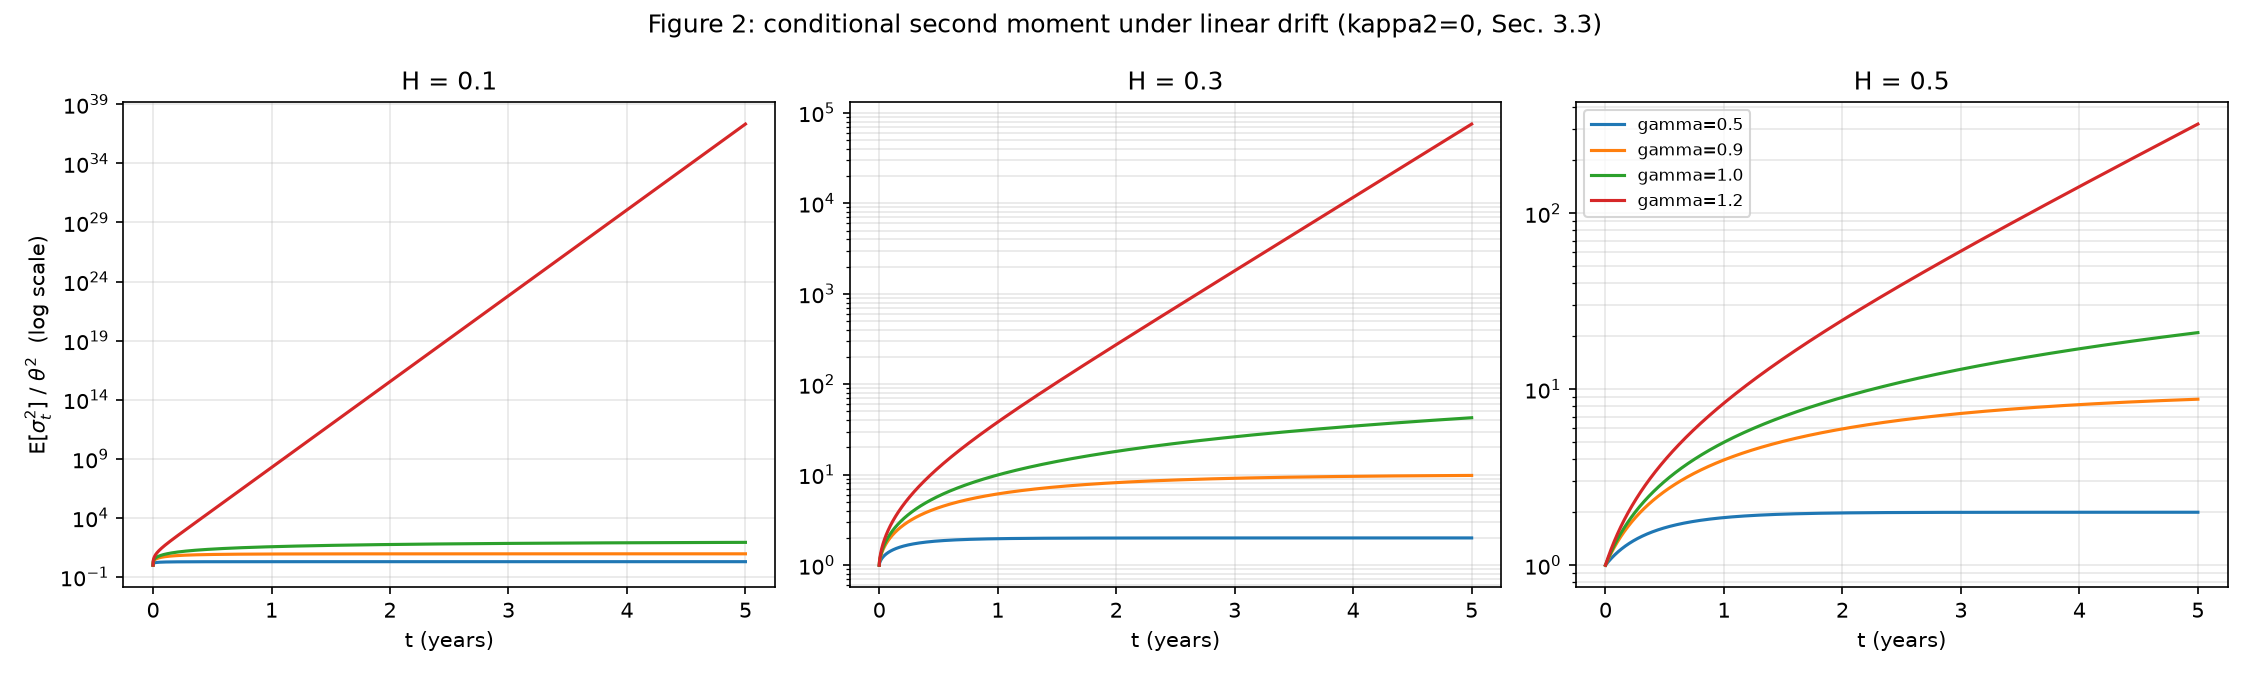 Figure 2: conditional second moment under linear drift (kappa2=0, Sec. 3.3)
H = 0.1
E[σ_t^2] / θ^2 (log scale)
10^39
10^34
10^29
10^24
10^19
10^14
10^9
10^4
10^−1
0 1 2 3 4 5
t (years)
H = 0.3
10^5
10^4
10^3
10^2
10^1
10^0
0 1 2 3 4 5
t (years)
H = 0.5
gamma=0.5
gamma=0.9
gamma=1.0
gamma=1.2
10^2
10^1
10^0
0 1 2 3 4 5
t (years)